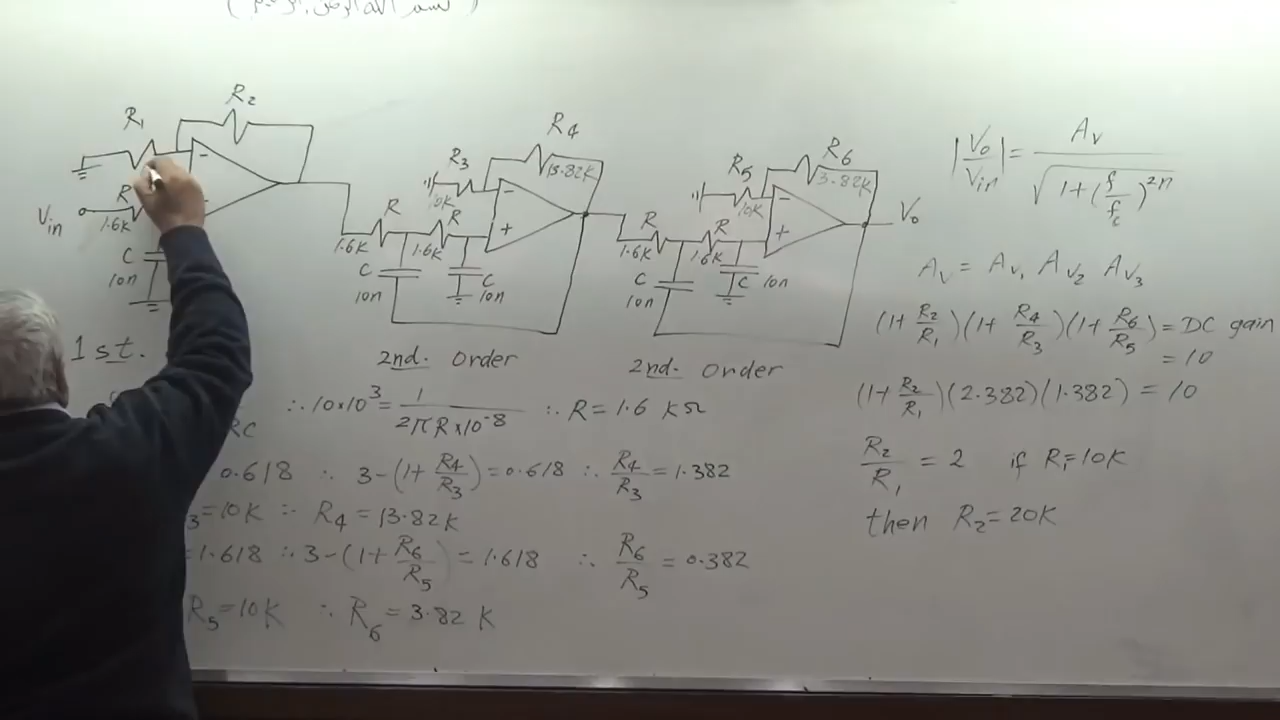 ( بسم الله الرحمن الرحيم )
R₁
R₂
R
1.6K
Vin
C
10n
-
R
1.6K
R
1.6K
C
10n
C
10n
R₃
10K
R₄
13.82K
-
+
R
1.6K
R
1.6K
C
10n
C
10n
R₅
10K
R₆
3.82K
-
+
Vo
1st.
2nd. Order
2nd. Order
∴ 10×10³ = 1/(2πR×10⁻⁸) ∴ R = 1.6 KΩ
RC
0.618 ∴ 3-(1+R₄/R₃)=0.618 ∴ R₄/R₃=1.382
3=10K ∴ R₄=13.82K
=1.618 ∴ 3-(1+R₆/R₅)=1.618 ∴ R₆/R₅=0.382
R₅=10K ∴ R₆=3.82 K
|Vo/Vin| = Av/√(1+(f/fc)²ⁿ)
Av = Av₁ Av₂ Av₃
(1+R₂/R₁)(1+R₄/R₃)(1+R₆/R₅)=DC gain
=10
(1+R₂/R₁)(2.382)(1.382)=10
R₂/R₁ = 2 if R₁=10K
then R₂=20K